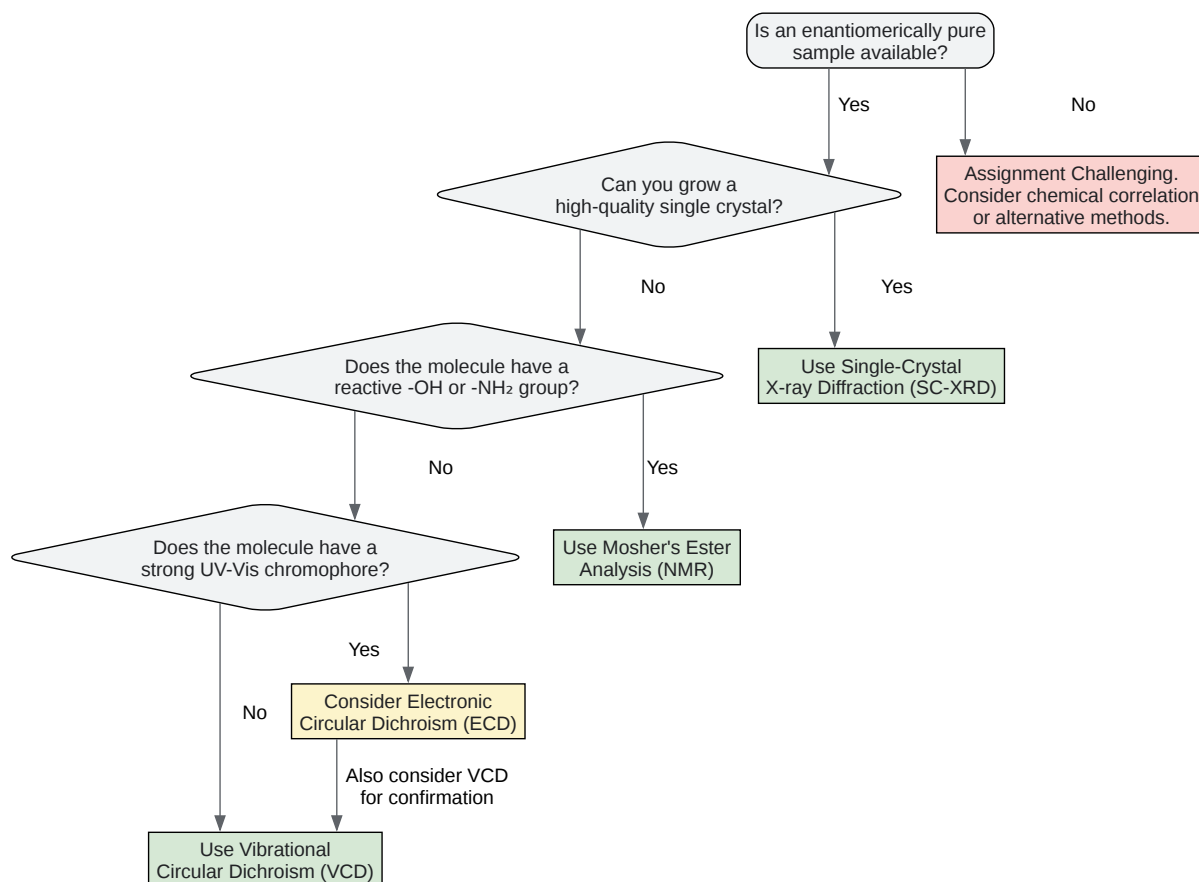 Is an enantiomerically pure
sample available?
Yes
No
Can you grow a
high-quality single crystal?
Assignment Challenging.
Consider chemical correlation
or alternative methods.
No
Yes
Does the molecule have a
reactive -OH or -NH₂ group?
Use Single-Crystal
X-ray Diffraction (SC-XRD)
No
Yes
Does the molecule have a
strong UV-Vis chromophore?
Use Mosher's Ester
Analysis (NMR)
Yes
No
Consider Electronic
Circular Dichroism (ECD)
Also consider VCD
for confirmation
Use Vibrational
Circular Dichroism (VCD)